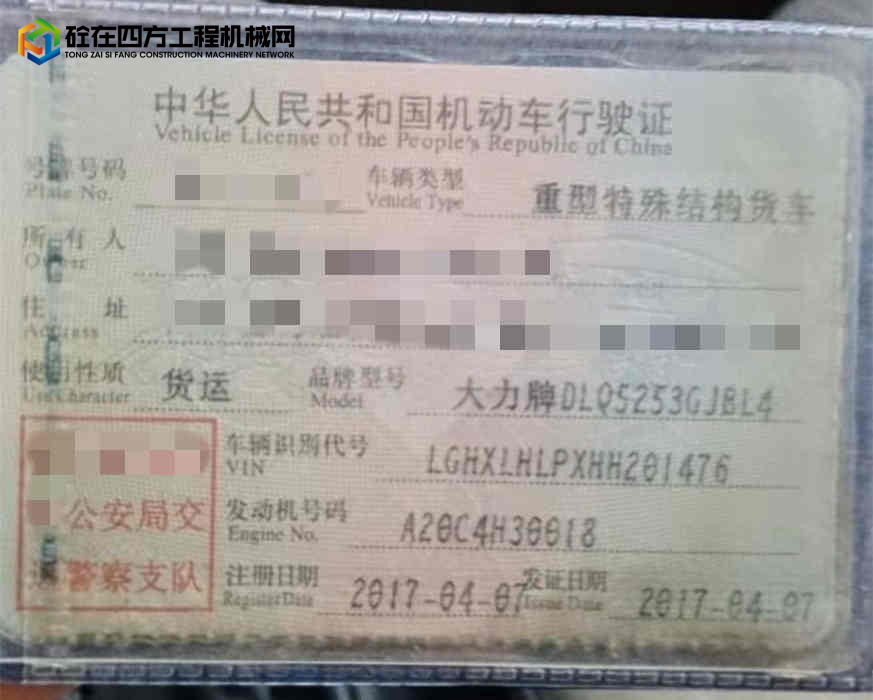 砼在四方工程机械网
TONG ZAI SI FANG CONSTRUCTION MACHINERY NETWORK
中华人民共和国机动车行驶证
Vehicle License of the People's Republic of China
号牌号码
Plate No.
车辆类型
Vehicle Type
重型特殊结构货车
所有人
Owner
住址
Address
使用性质
Use Character
货运
品牌型号
Model
大力牌DLQ5253GJBL4
车辆识别代号
VIN
LGHXLHLPXHH201476
公安局交
警察支队
发动机号码
Engine No.
A20C4H30018
注册日期
Register Date
2017-04-07
发证日期
Issue Date
2017-04-07